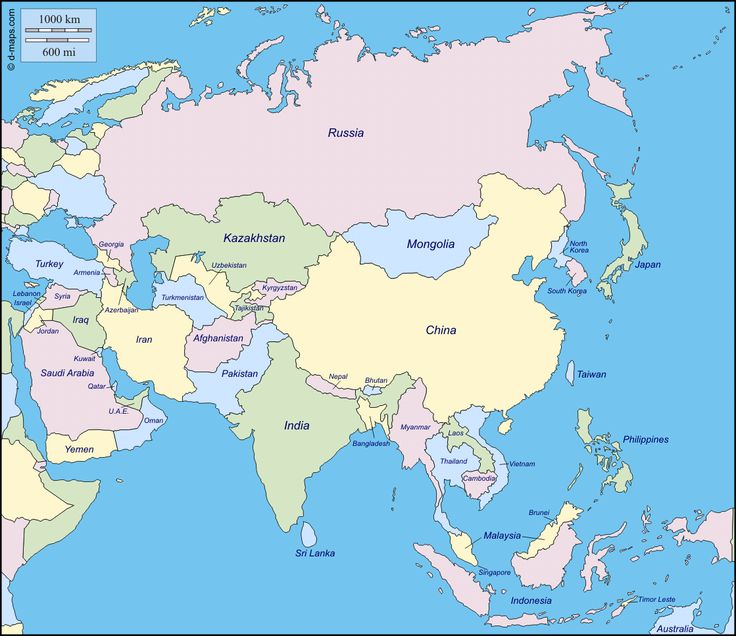 1000 km
600 mi
© d-maps.com
Russia
Kazakhstan
Mongolia
Georgia
Uzbekistan
Turkey
Armenia
Kyrgyzstan
North
Korea
Japan
Lebanon
Israel
Syria
Turkmenistan
Tajikistan
South Korea
Azerbaijan
Iraq
Jordan
Iran
Afghanistan
China
Kuwait
Saudi Arabia
Pakistan
Nepal
Bhutan
Taiwan
Qatar
U.A.E.
Oman
India
Bangladesh
Myanmar
Laos
Philippines
Yemen
Thailand
Vietnam
Cambodia
Brunei
Sri Lanka
Malaysia
Singapore
Indonesia
Timor Leste
Australia